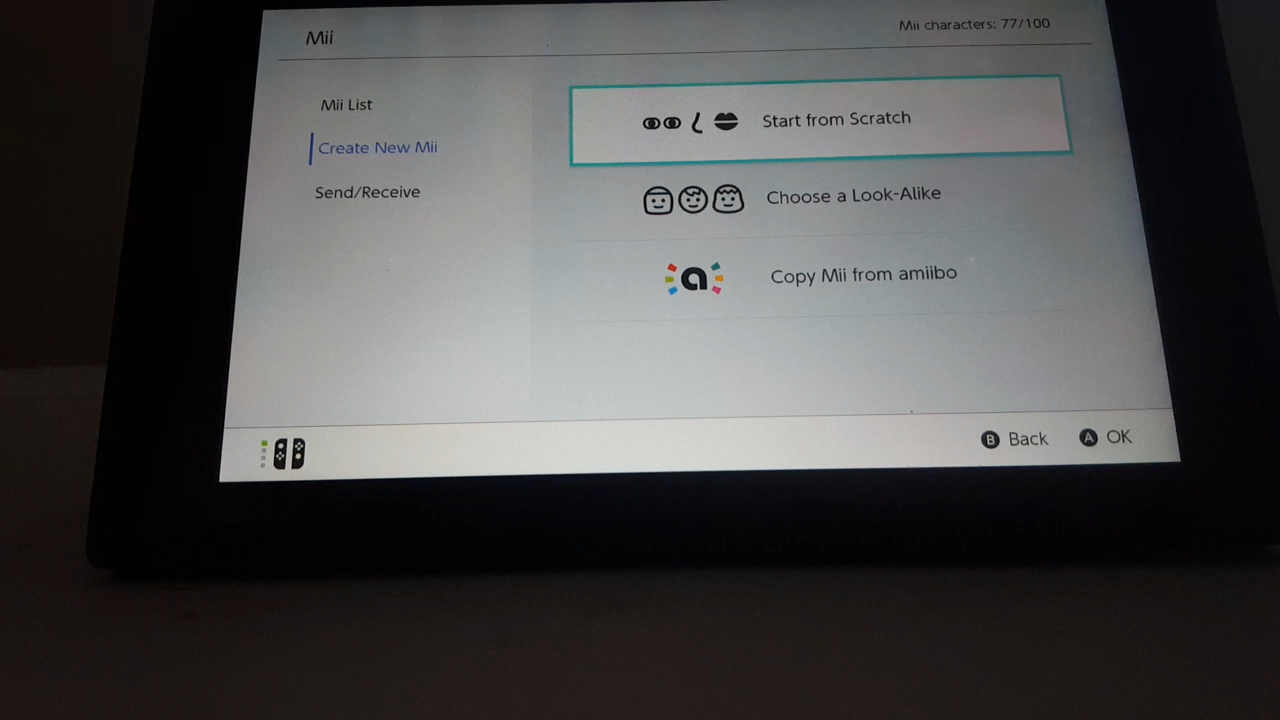 Mii
Mii characters: 77/100
Mii List
Create New Mii
Send/Receive
Start from Scratch
Choose a Look-Alike
a Copy Mii from amiibo
B Back A OK